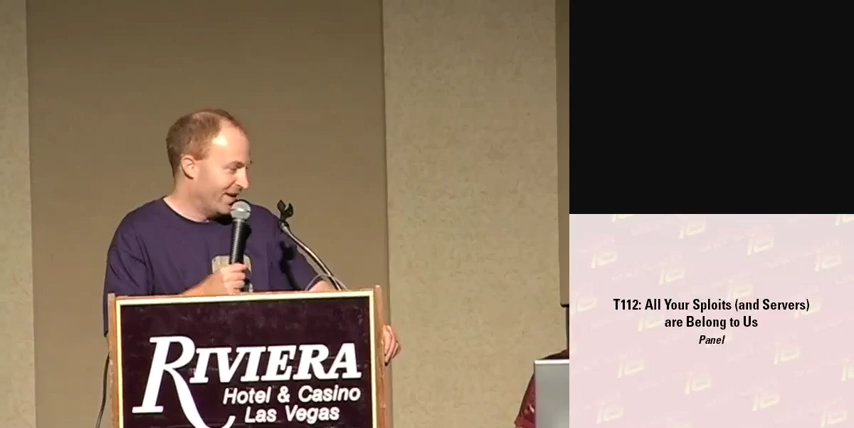 RIVIERA
Hotel & Casino
Las Vegas
T112: All Your Sploits (and Servers)
are Belong to Us
Panel